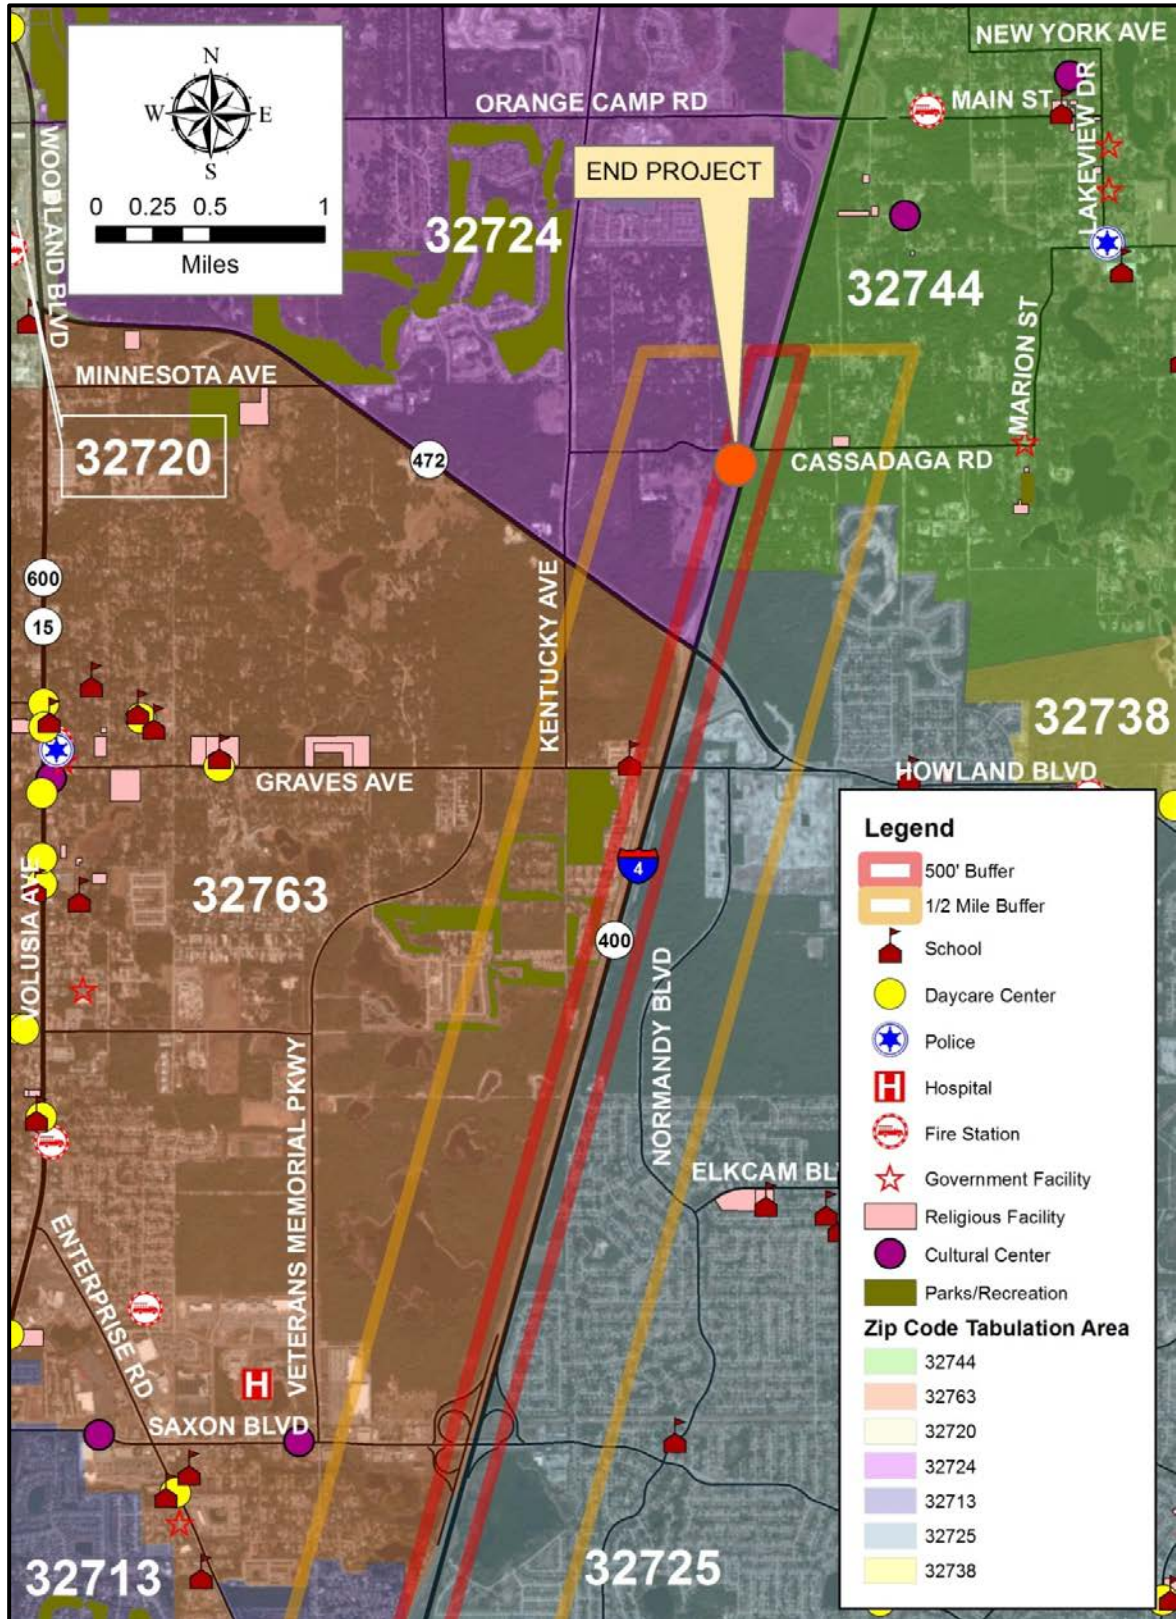 NEW YORK AVE
MAIN ST
LAKEVIEW DR
ORANGE CAMP RD
N
W E
S
0 0.25 0.5 1
Miles
WOODLAND BLVD
END PROJECT
32724
32744
MARION ST
MINNESOTA AVE
32720
472
CASSADAGA RD
600
15
KENTUCKY AVE
32738
GRAVES AVE
HOWLAND BLVD
4
32763
VOLUSIA AVE
400
NORMANDY BLVD
VETERANS MEMORIAL PKWY
ELKCAM BL
ENTERPRISE RD
H
SAXON BLVD
32713
32725
Legend
500' Buffer
1/2 Mile Buffer
School
Daycare Center
Police
H Hospital
Fire Station
Government Facility
Religious Facility
Cultural Center
Parks/Recreation
Zip Code Tabulation Area
32744
32763
32720
32724
32713
32725
32738